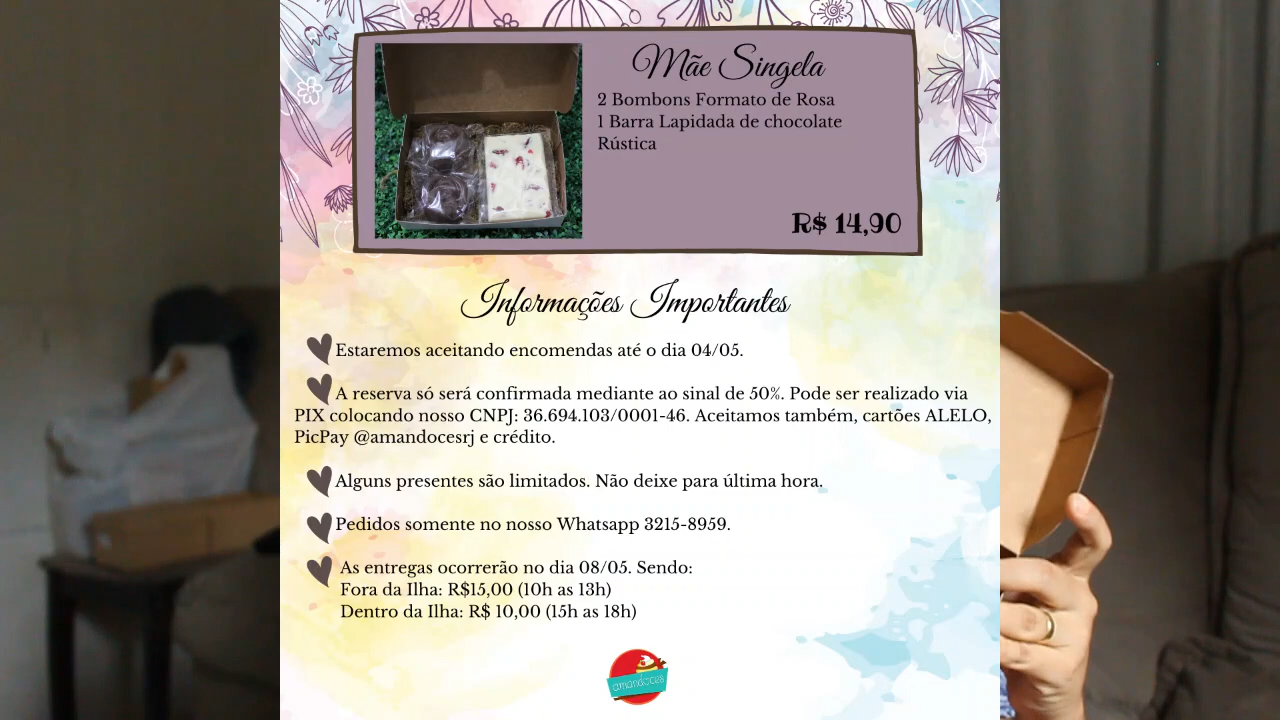 Mãe Singela
2 Bombons Formato de Rosa
1 Barra Lapidada de chocolate
Rústica
R$ 14,90
Informações Importantes
Estaremos aceitando encomendas até o dia 04/05.
A reserva só será confirmada mediante ao sinal de 50%. Pode ser realizado via
PIX colocando nosso CNPJ: 36.694.103/0001-46. Aceitamos também, cartões ALELO,
PicPay @amandocesrj e crédito.
Alguns presentes são limitados. Não deixe para última hora.
Pedidos somente no nosso Whatsapp 3215-8959.
As entregas ocorrerão no dia 08/05. Sendo:
Fora da Ilha: R$15,00 (10h as 13h)
Dentro da Ilha: R$ 10,00 (15h as 18h)
amandoces